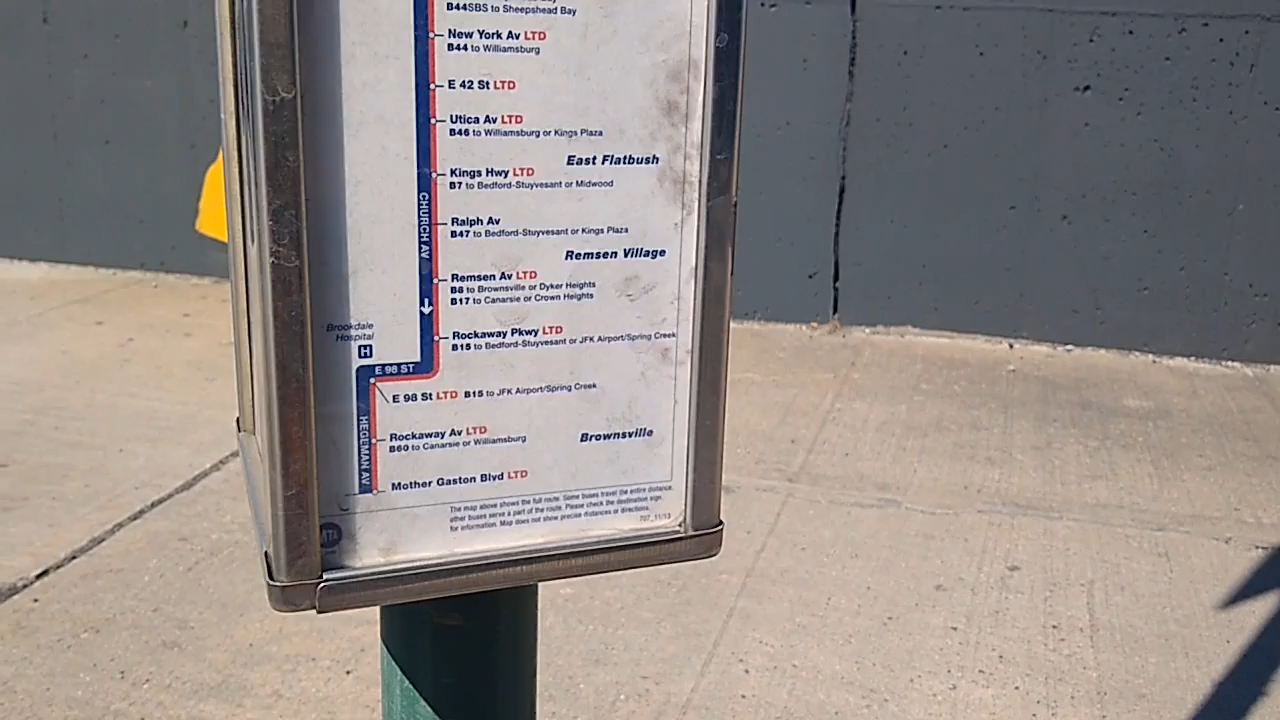 B44SBS to Sheepshead Bay
New York Av LTD
B44 to Williamsburg
E 42 St LTD
Utica Av LTD
B46 to Williamsburg or Kings Plaza
East Flatbush
Kings Hwy LTD
B7 to Bedford-Stuyvesant or Midwood
CHURCH AV
Ralph Av
B47 to Bedford-Stuyvesant or Kings Plaza
Remsen Village
Remsen Av LTD
B8 to Brownsville or Dyker Heights
B17 to Canarsie or Crown Heights
Brookdale
Hospital
H
Rockaway Pkwy LTD
B15 to Bedford-Stuyvesant or JFK Airport/Spring Creek
E 98 ST
E 98 St LTD B15 to JFK Airport/Spring Creek
HEGEMAN AV
Rockaway Av LTD
B60 to Canarsie or Williamsburg
Brownsville
Mother Gaston Blvd LTD
The map above shows the full route. Some buses travel the entire distance,
other buses serve a part of the route. Please check the destination sign
for information. Map does not show precise distances or directions.
707_11/13
MTA